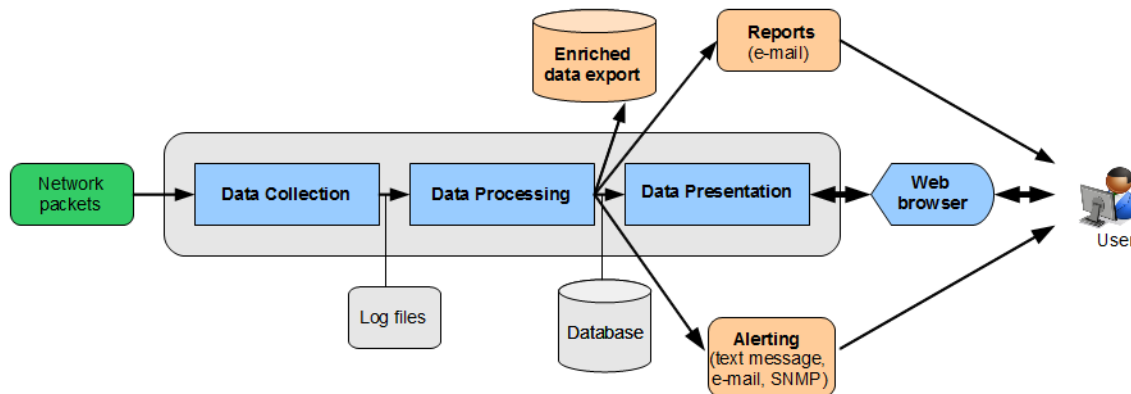 Reports
(e-mail)
Enriched
data export
Network
packets
Data Collection
Data Processing
Data Presentation
Web
browser
User
Log files
Database
Alerting
(text message,
e-mail, SNMP)